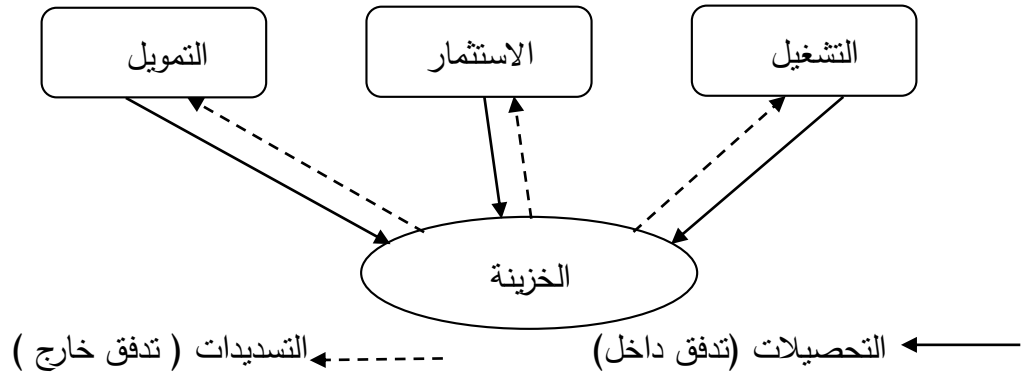 التشغيل
الاستثمار
التمويل
الخزينة
التحصيلات (تدفق داخل)
التسديدات ( تدفق خارج )